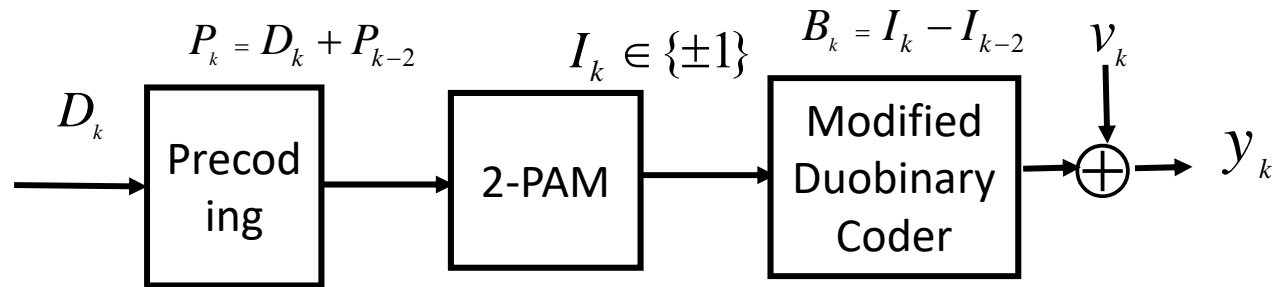 P_k = D_k + P_{k-2}
I_k ∈ {±1}
B_k = I_k − I_{k-2}
v_k
D_k
Precod
ing
2-PAM
Modified
Duobinary
Coder
y_k